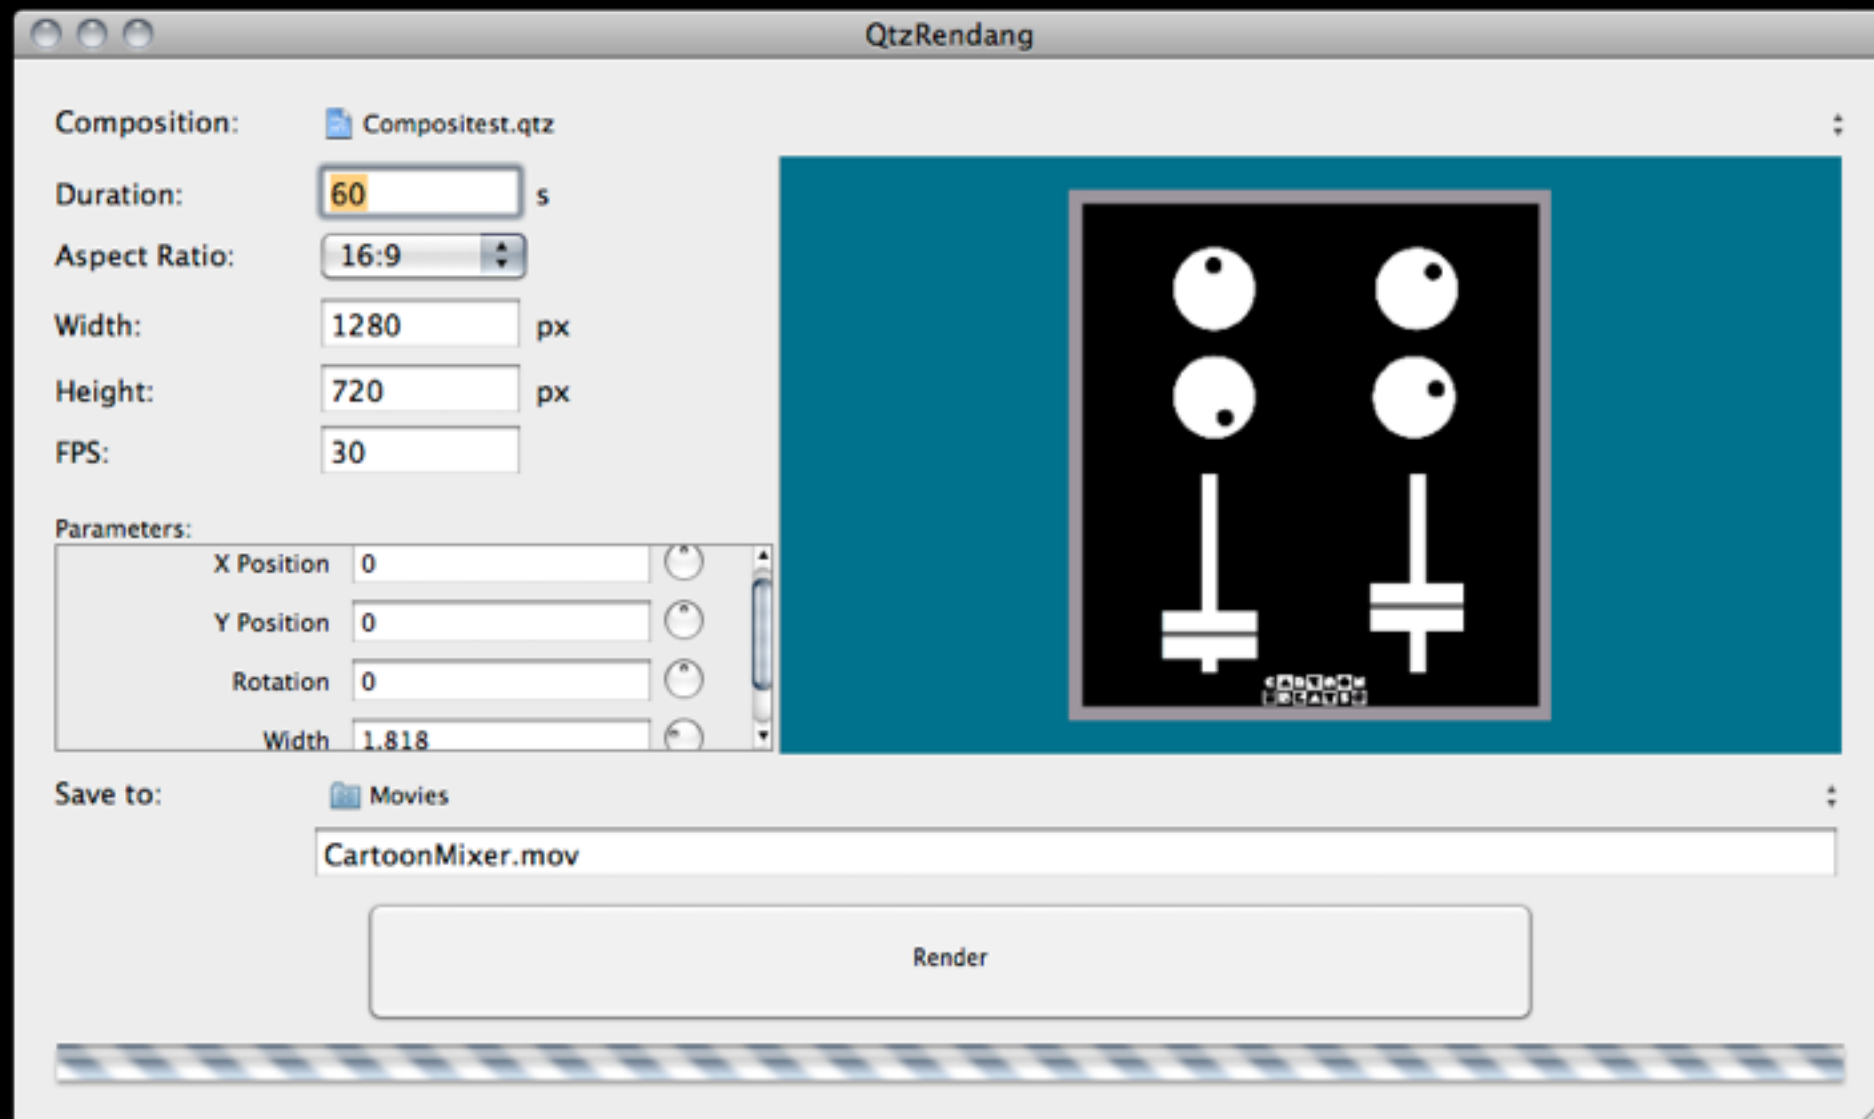 QtzRendang
Composition: Compositest.qtz
Duration: 60 s
Aspect Ratio: 16:9
Width: 1280 px
Height: 720 px
FPS: 30
Parameters:
X Position 0
Y Position 0
Rotation 0
Width 1.818
Save to: Movies
CartoonMixer.mov
Render